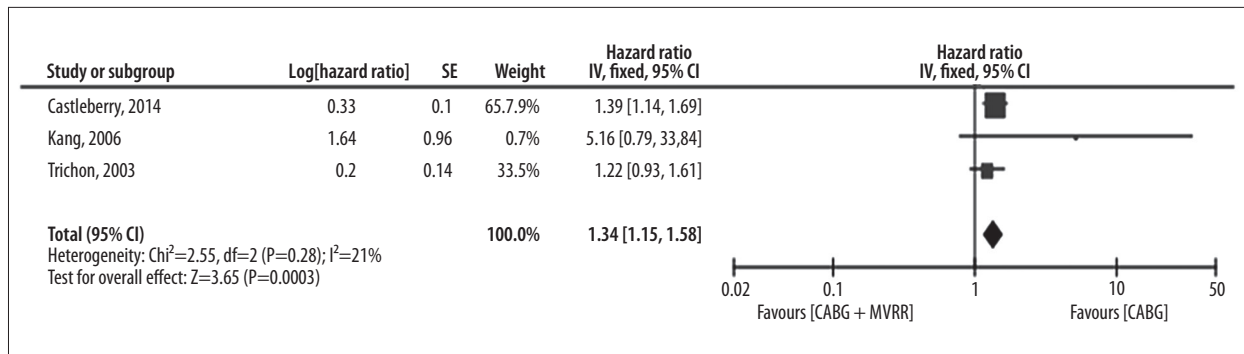 Study or subgroup Log[hazard ratio] SE Weight Hazard ratio IV, fixed, 95% CI Hazard ratio IV, fixed, 95% CI
Castleberry, 2014 0.33 0.1 65.7.9% 1.39 [1.14, 1.69]
Kang, 2006 1.64 0.96 0.7% 5.16 [0.79, 33,84]
Trichon, 2003 0.2 0.14 33.5% 1.22 [0.93, 1.61]
Total (95% CI) 100.0% 1.34 [1.15, 1.58]
Heterogeneity: Chi²=2.55, df=2 (P=0.28); I²=21%
Test for overall effect: Z=3.65 (P=0.0003)
0.02 0.1 1 10 50
Favours [CABG + MVRR] Favours [CABG]